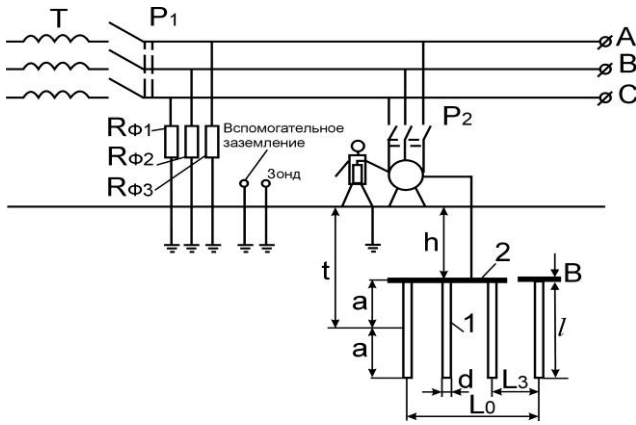 T
P1
A
B
C
P2
RФ1
RФ2
RФ3
Вспомогательное
заземление
Зонд
h
t
2
B
a
1
l
a
d
L3
L0